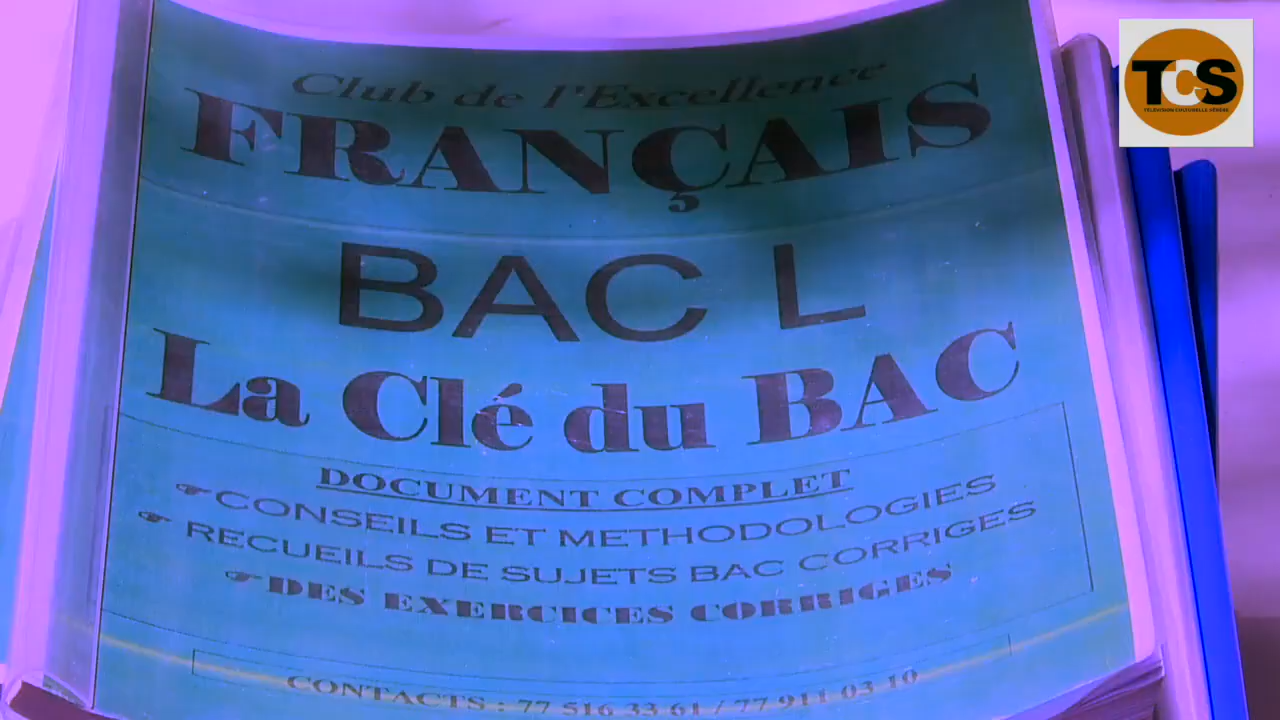 TCS
Club de l'Excellence
FRANÇAIS
BAC L
La Clé du BAC
DOCUMENT COMPLET
☛CONSEILS ET METHODOLOGIES
☛ RECUEILS DE SUJETS BAC CORRIGES
☛DES EXERCICES CORRIGES
CONTACTS : 77 516 33 61 / 77 911 03 10